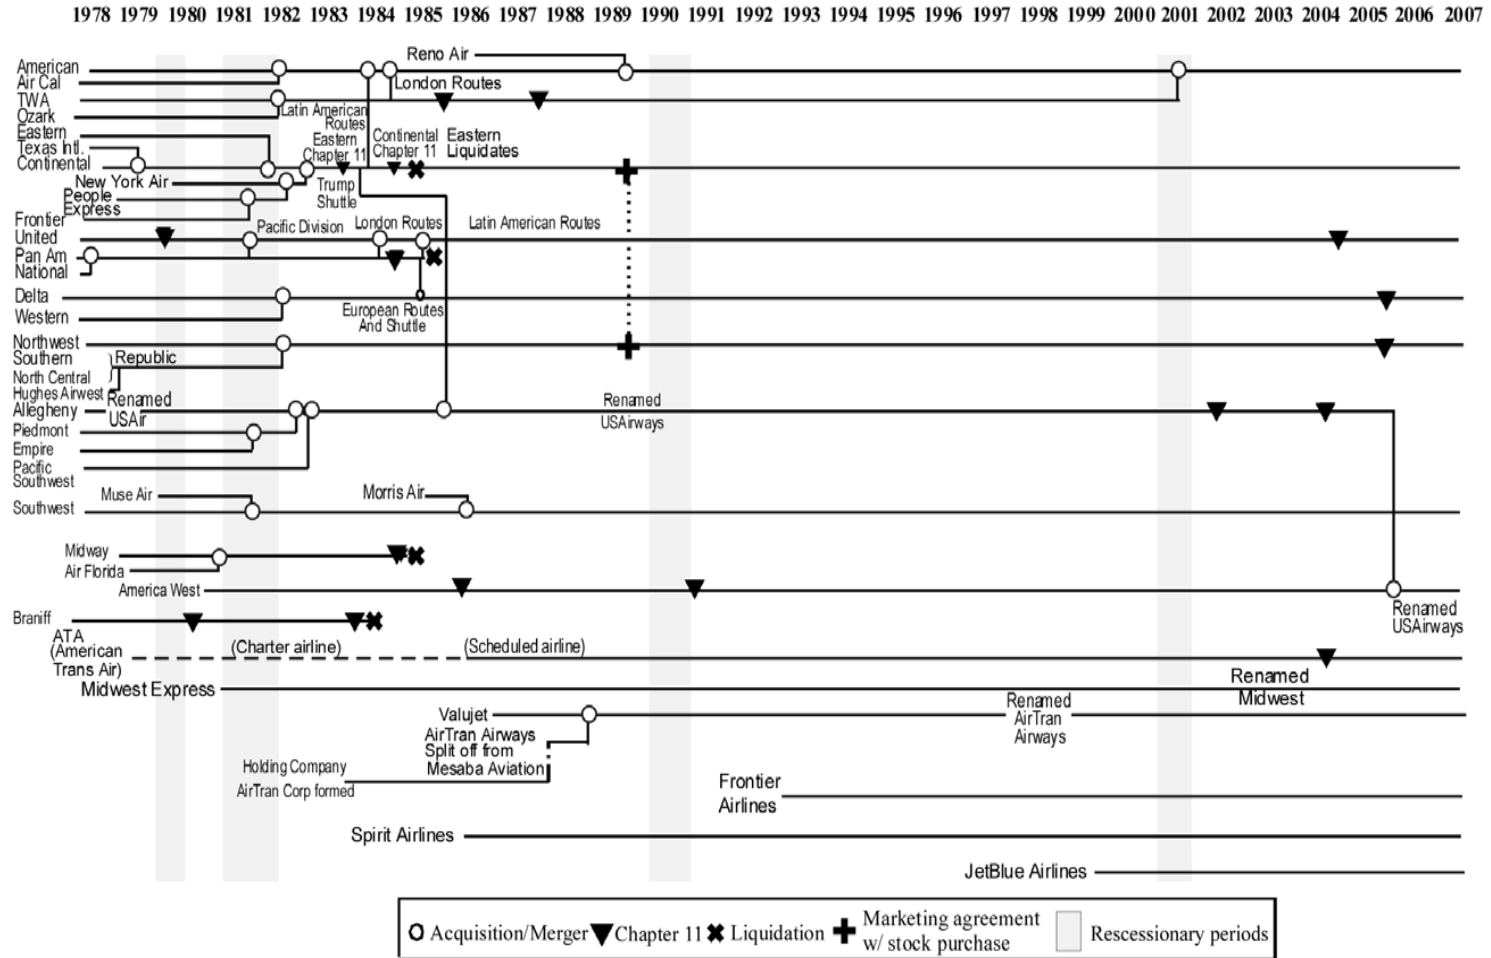 1978 1979 1980 1981 1982 1983 1984 1985 1986 1987 1988 1989 1990 1991 1992 1993 1994 1995 1996 1997 1998 1999 2000 2001 2002 2003 2004 2005 2006 2007
Reno Air
American
Air Cal
London Routes
TWA
Ozark
Latin American
Routes
Eastern
Texas Intl.
Continental
Eastern
Chapter 11
Continental
Chapter 11
Eastern
Liquidates
New York Air
Trump
Shuttle
People
Express
Frontier
United
Pacific Division
London Routes
Latin American Routes
Pan Am
National
Delta
European Routes
And Shuttle
Western
Northwest
Southern
Republic
North Central
Hughes Airwest
Renamed
USAir
Allegheny
Renamed
USAirways
Piedmont
Empire
Pacific
Southwest
Muse Air
Morris Air
Southwest
Midway
Air Florida
America West
Renamed
USAirways
Braniff
ATA
(American
Trans Air)
(Charter airline)
(Scheduled airline)
Midwest Express
Renamed
Midwest
Valujet
Renamed
AirTran
Airways
AirTran Airways
Split off from
Mesaba Aviation
Holding Company
AirTran Corp formed
Frontier
Airlines
Spirit Airlines
JetBlue Airlines
Acquisition/Merger
Chapter 11
Liquidation
Marketing agreement
w/ stock purchase
Rescessionary periods